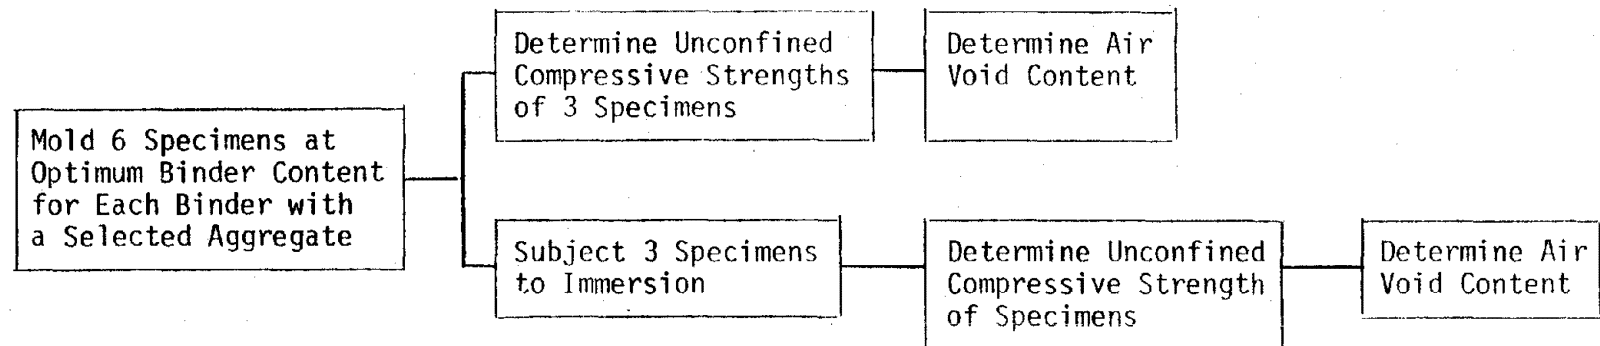 Mold 6 Specimens at
Optimum Binder Content
for Each Binder with
a Selected Aggregate
Determine Unconfined
Compressive Strengths
of 3 Specimens
Determine Air
Void Content
Subject 3 Specimens
to Immersion
Determine Unconfined
Compressive Strength
of Specimens
Determine Air
Void Content